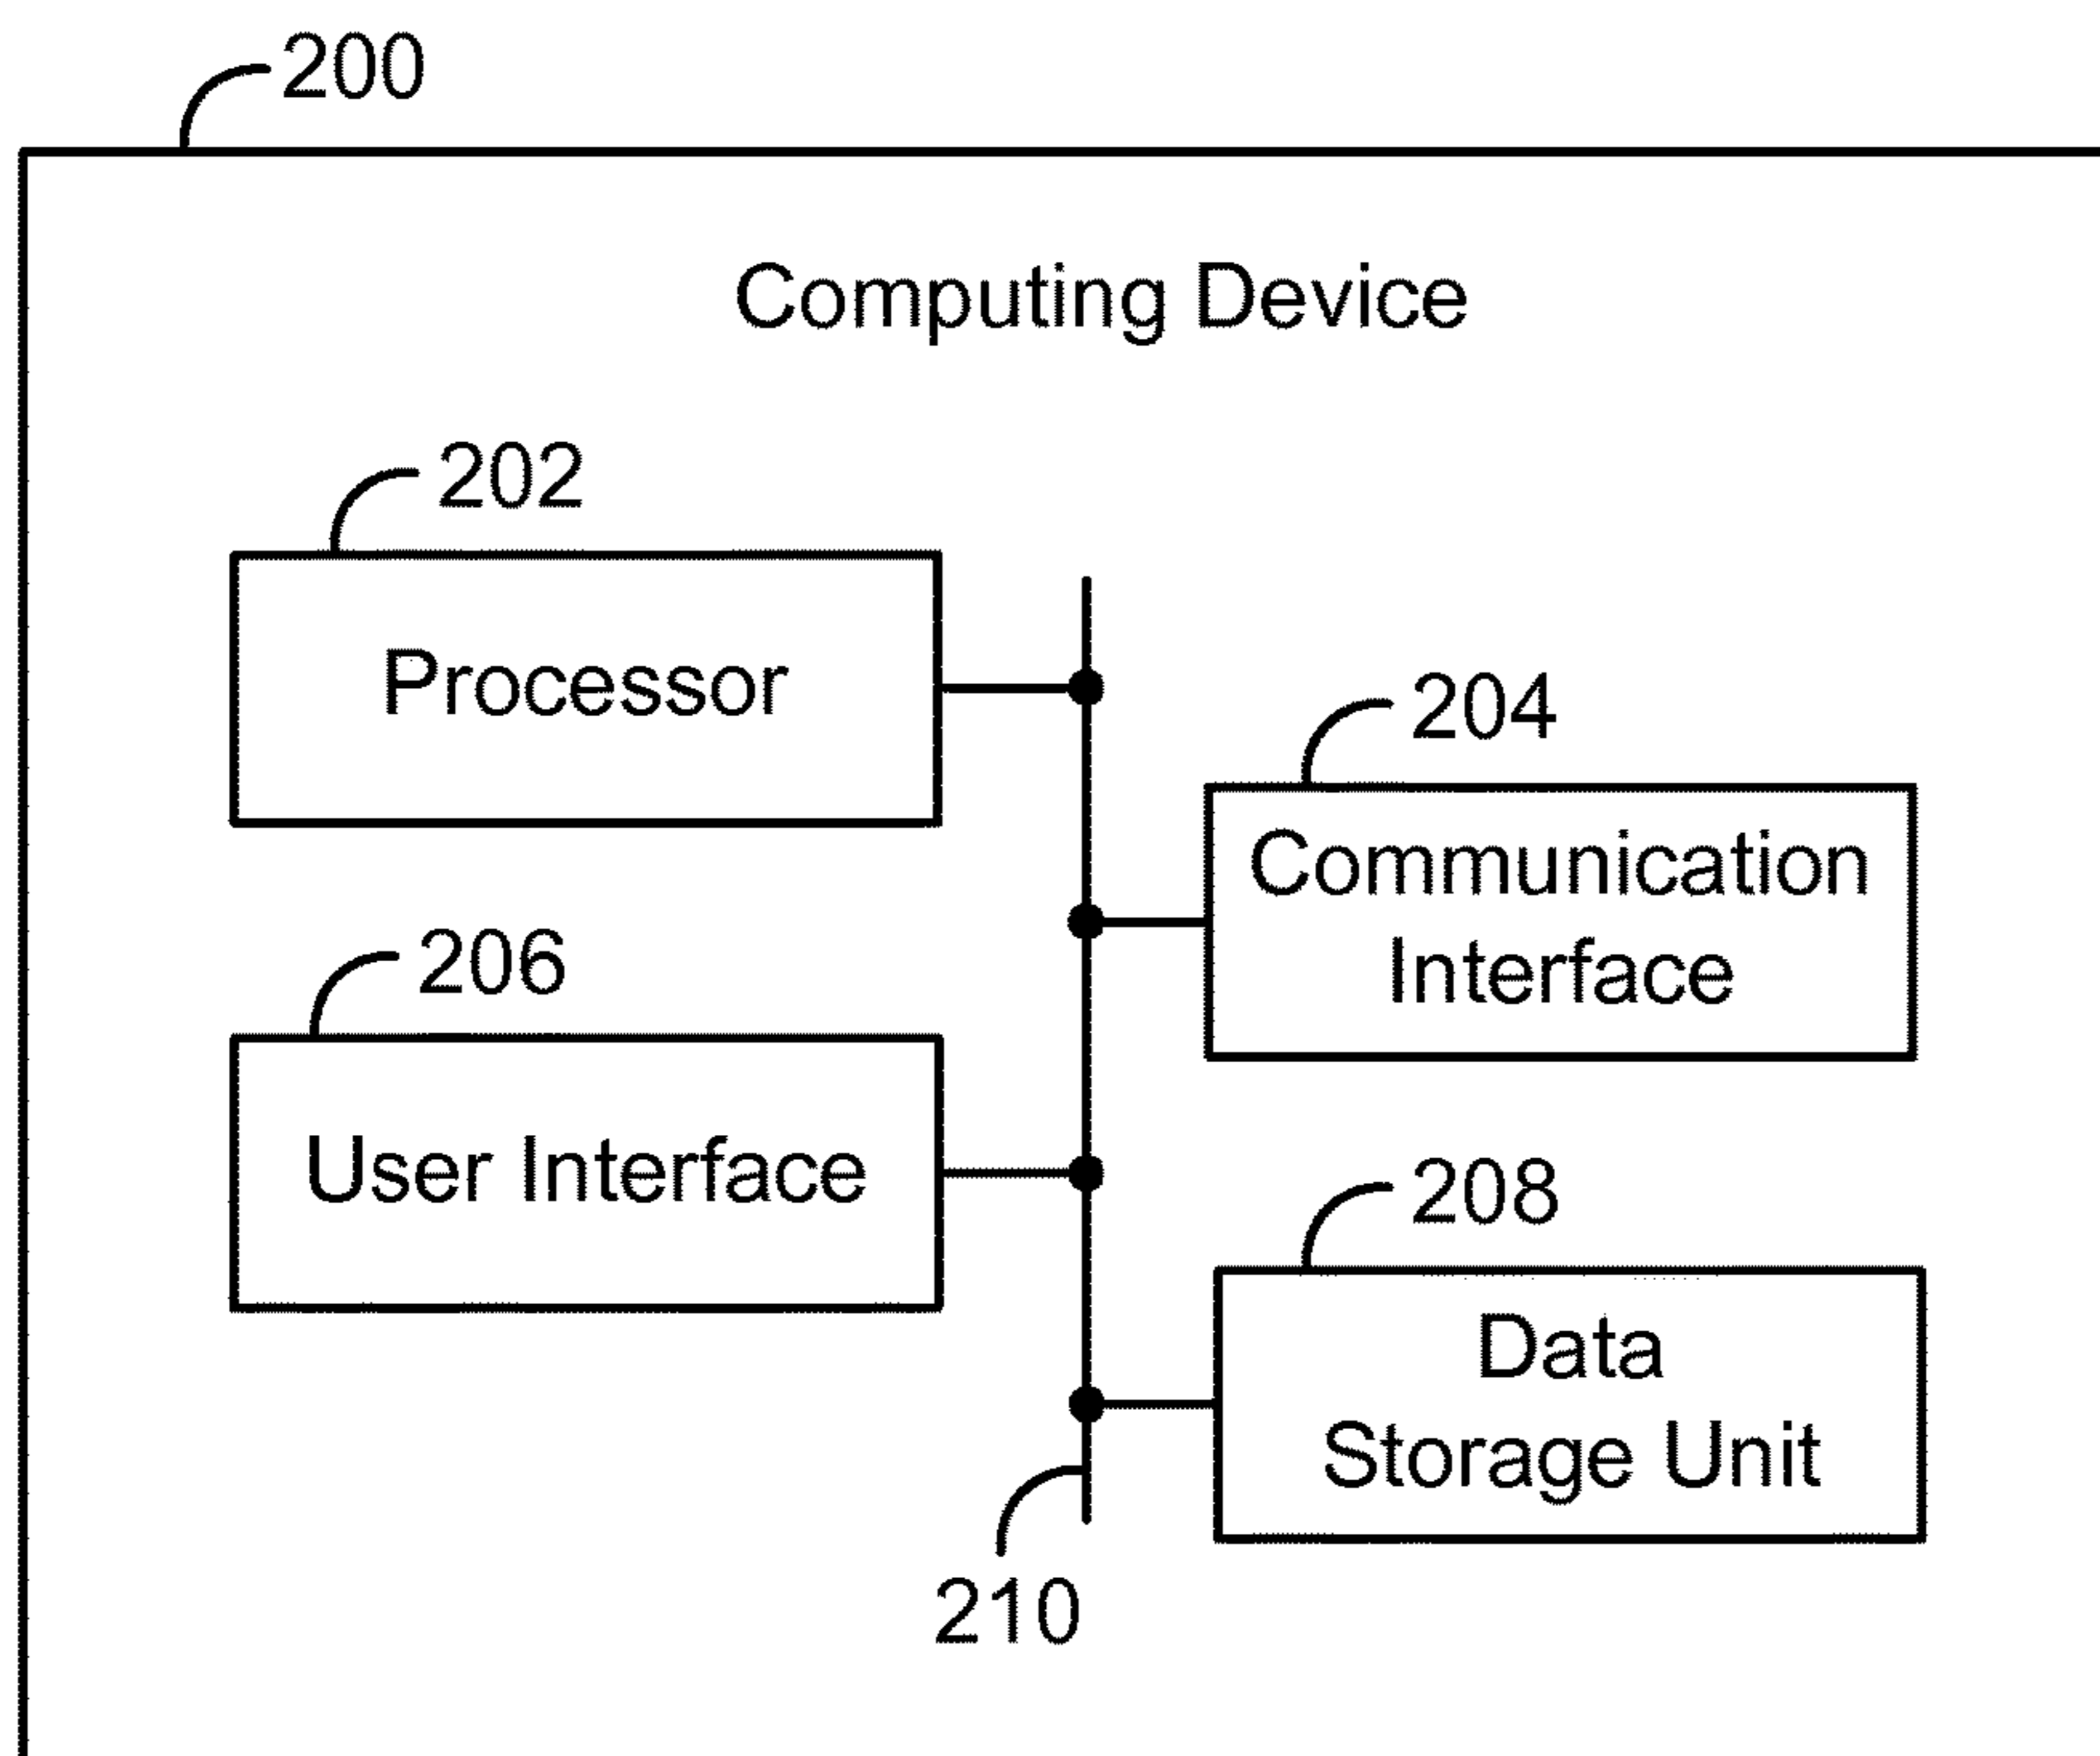 200
Computing Device
202
Processor
204
Communication
Interface
206
User Interface
208
Data
Storage Unit
210